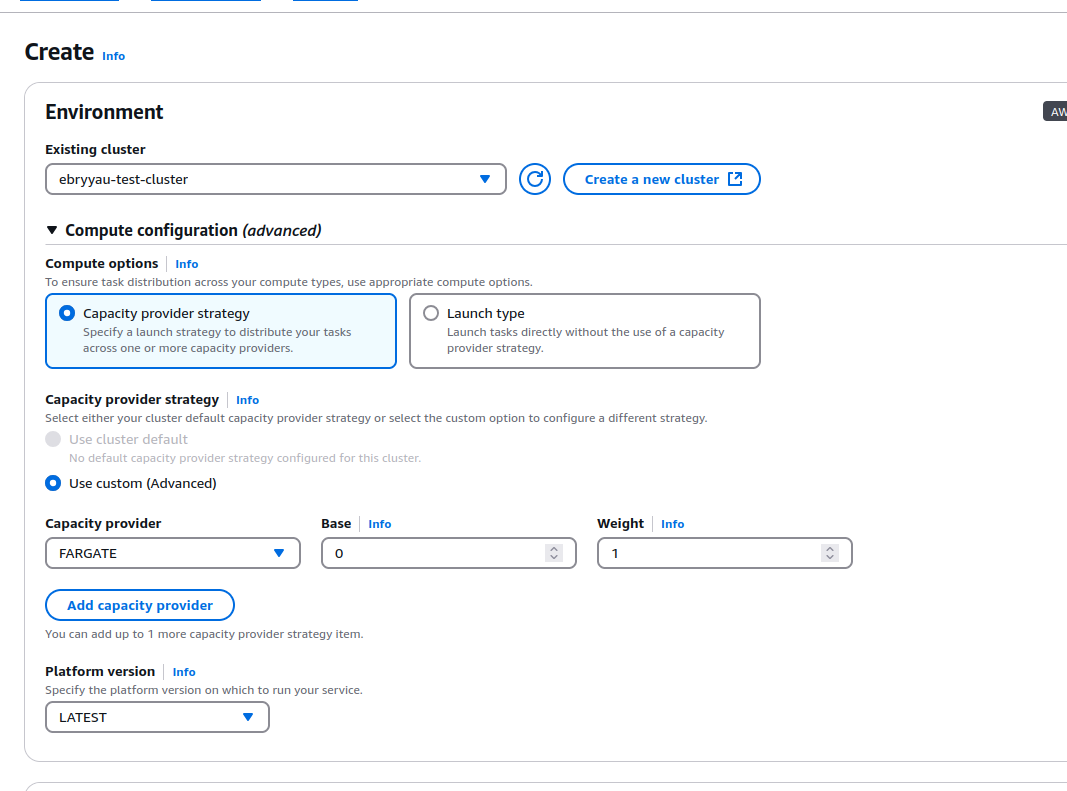 Create Info
Environment
AW
Existing cluster
ebryyau-test-cluster
Create a new cluster
Compute configuration (advanced)
Compute options Info
To ensure task distribution across your compute types, use appropriate compute options.
Capacity provider strategy
Specify a launch strategy to distribute your tasks
across one or more capacity providers.
Launch type
Launch tasks directly without the use of a capacity
provider strategy.
Capacity provider strategy Info
Select either your cluster default capacity provider strategy or select the custom option to configure a different strategy.
Use cluster default
No default capacity provider strategy configured for this cluster.
Use custom (Advanced)
Capacity provider Base Info Weight Info
FARGATE 0 1
Add capacity provider
You can add up to 1 more capacity provider strategy item.
Platform version Info
Specify the platform version on which to run your service.
LATEST